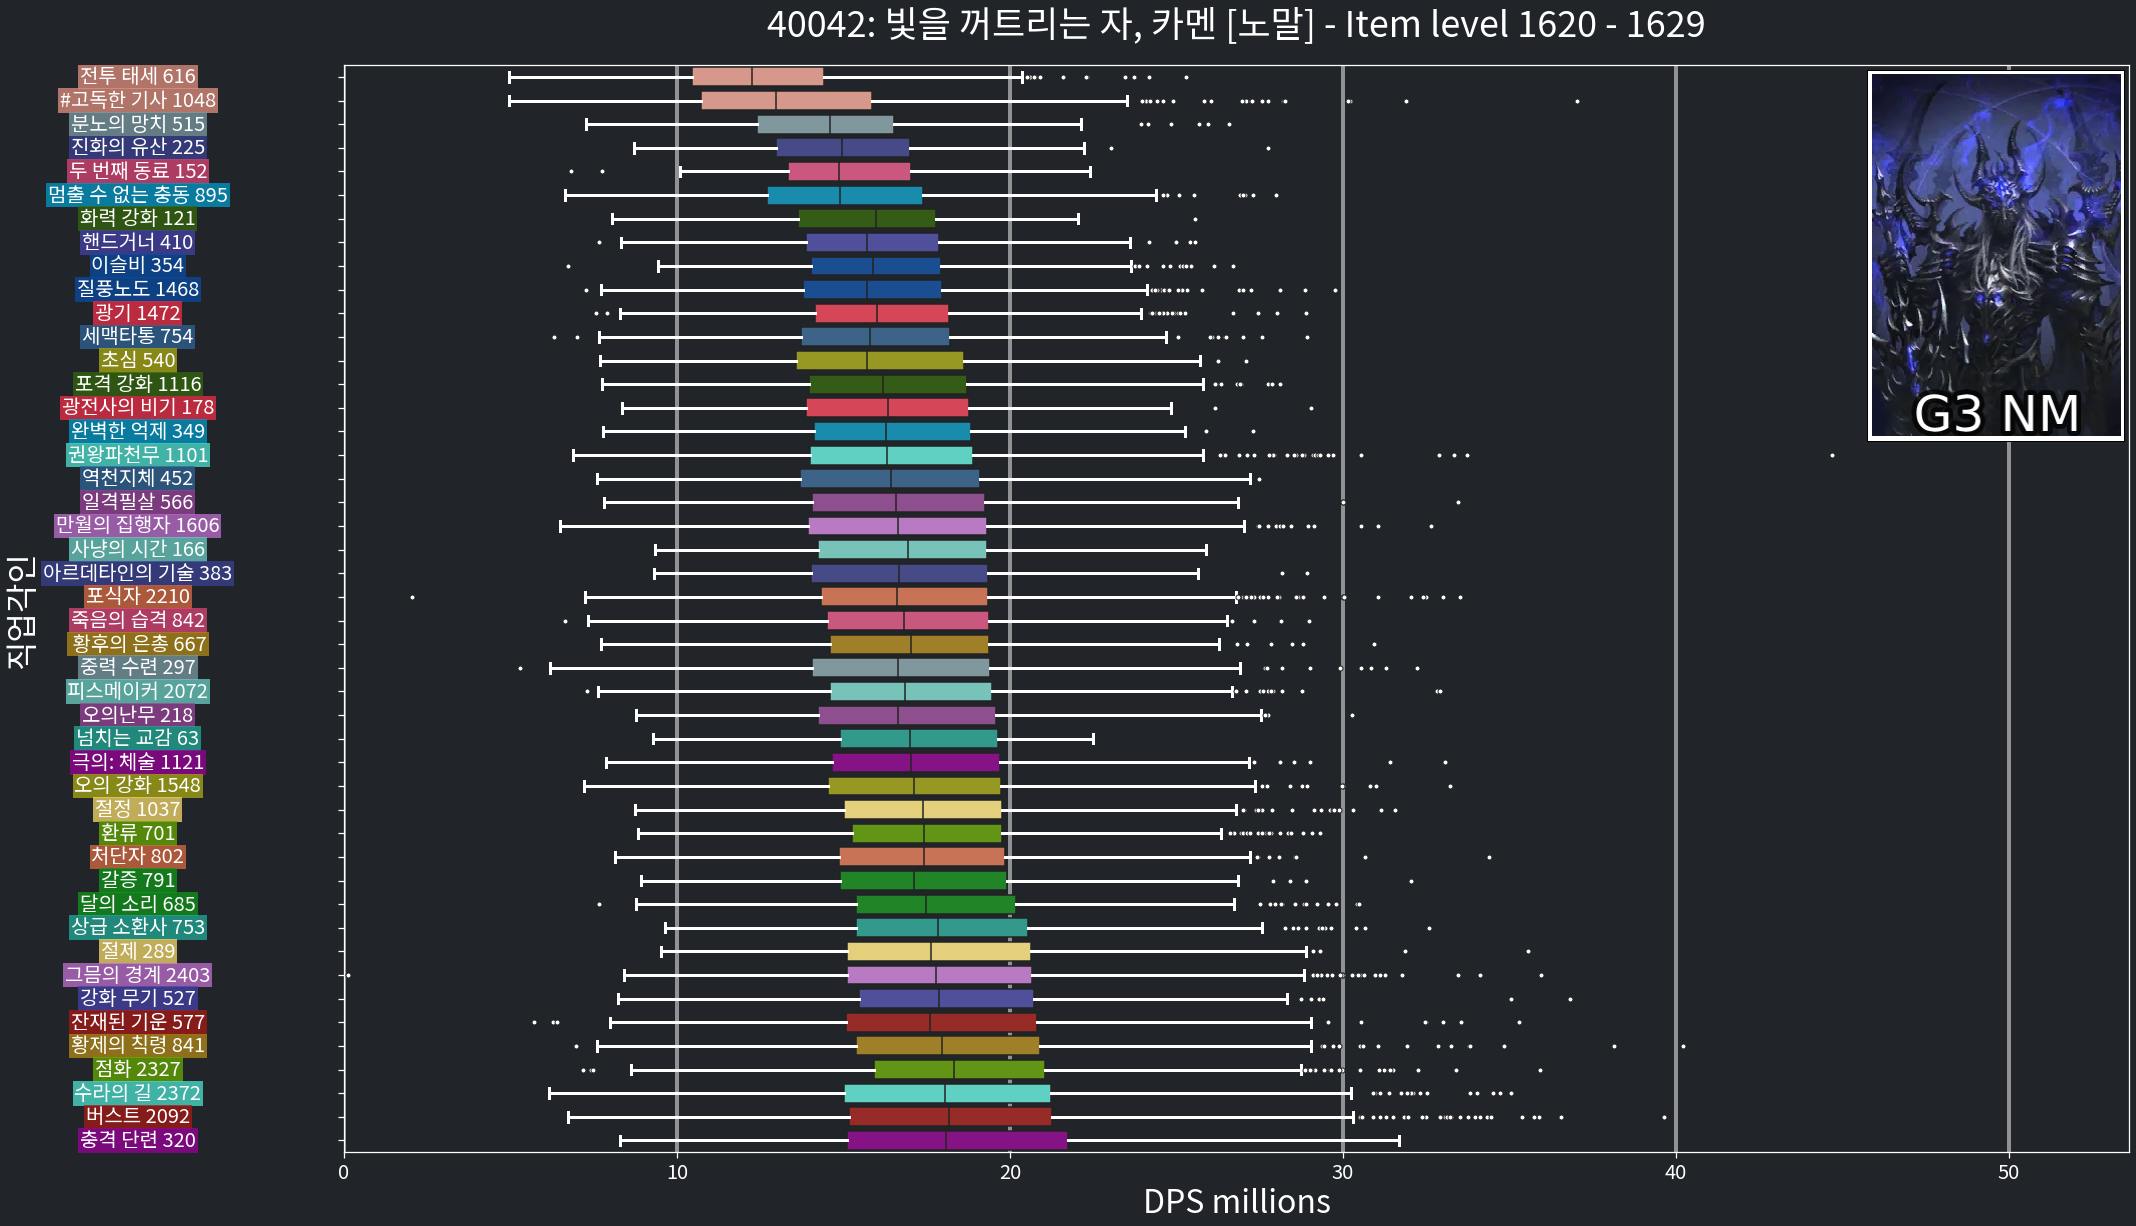 40042: 빛을 꺼트리는 자, 카멘 [노말] - Item level 1620 - 1629
전투 태세 616
#고독한 기사 1048
분노의 망치 515
진화의 유산 225
두 번째 동료 152
멈출 수 없는 충동 895
화력 강화 121
핸드거너 410
이슬비 354
질풍노도 1468
광기 1472
세맥타통 754
초심 540
포격 강화 1116
광전사의 비기 178
완벽한 억제 349
권왕파천무 1101
역천지체 452
일격필살 566
만월의 집행자 1606
사냥의 시간 166
아르데타인의 기술 383
포식자 2210
죽음의 습격 842
황후의 은총 667
중력 수련 297
피스메이커 2072
오의난무 218
넘치는 교감 63
극의: 체술 1121
오의 강화 1548
절정 1037
환류 701
처단자 802
갈증 791
달의 소리 685
상급 소환사 753
절제 289
그믐의 경계 2403
강화 무기 527
잔재된 기운 577
황제의 칙령 841
점화 2327
수라의 길 2372
버스트 2092
충격 단련 320
직업각인
G3 NM
0 10 20 30 40 50
DPS millions